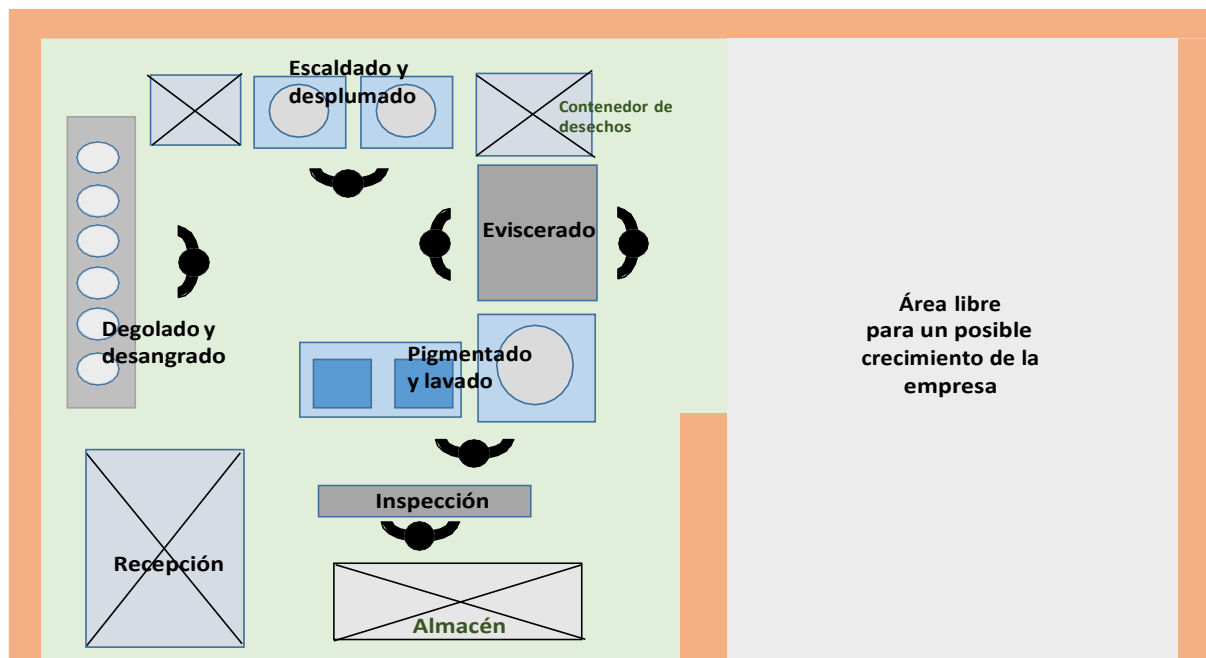 Escaldado y
desplumado
Contenedor de
desechos
Eviscerado
Degolado y
desangrado
Pigmentado
y lavado
Inspección
Recepción
Almacén
Área libre
para un posible
crecimiento de la
empresa